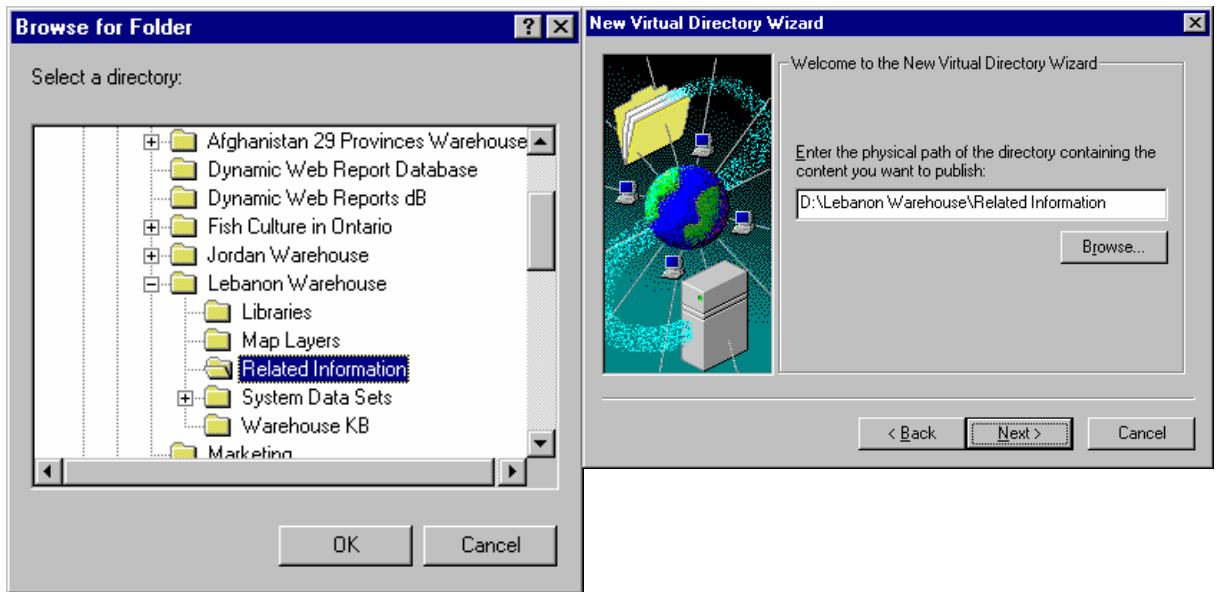 Browse for Folder
Select a directory:
Afghanistan 29 Provinces Warehouse
Dynamic Web Report Database
Dynamic Web Reports dB
Fish Culture in Ontario
Jordan Warehouse
Lebanon Warehouse
Libraries
Map Layers
Related Information
System Data Sets
Warehouse KB
Marketing
OK
Cancel
New Virtual Directory Wizard
Welcome to the New Virtual Directory Wizard
Enter the physical path of the directory containing the
content you want to publish:
D:\Lebanon Warehouse\Related Information
Browse...
< Back
Next >
Cancel